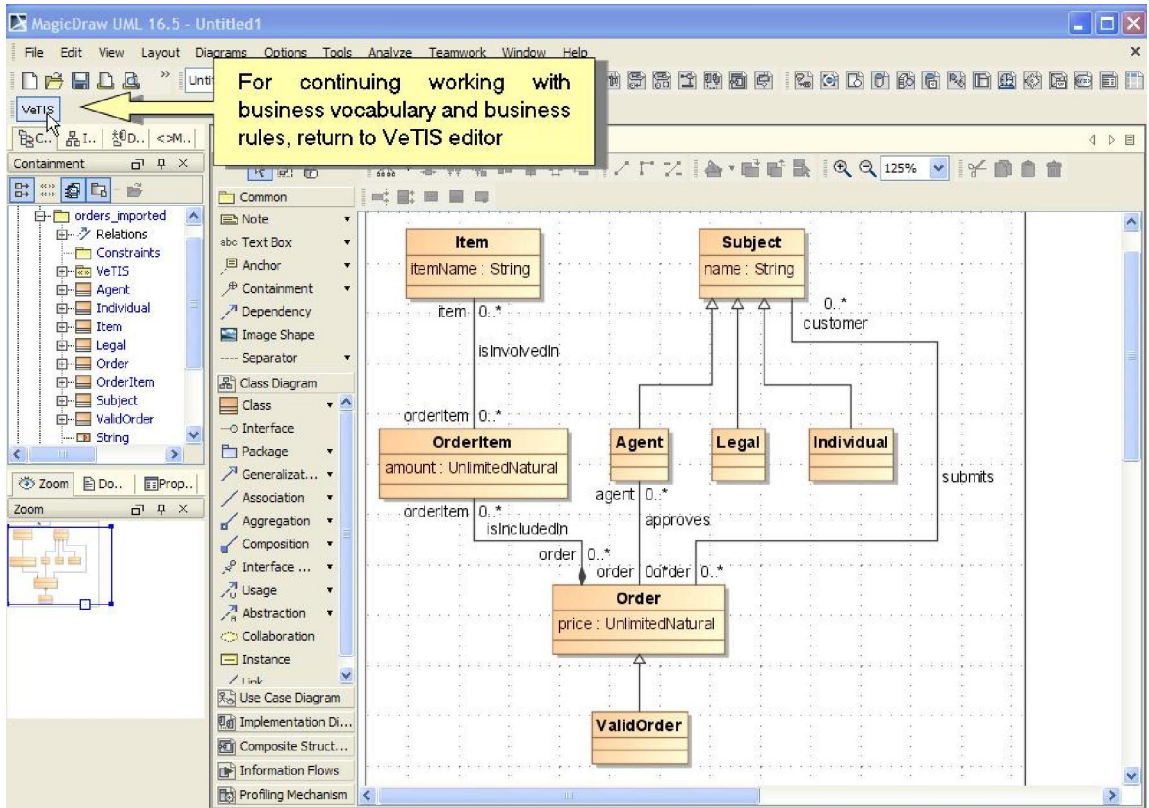 MagicDraw UML 16.5 - Untitled1
File Edit View Layout Diagrams Options Tools Analyze Teamwork Window Help
For continuing working with
business vocabulary and business
rules, return to VeTIS editor
VeTIS
C.. I.. D.. <>M..
Containment
125%
orders_imported
Relations
Constraints
VeTIS
Agent
Individual
Item
Legal
Order
OrderItem
Subject
ValidOrder
String
Zoom Do.. Prop..
Zoom
Common
Note
abc Text Box
Anchor
Containment
Dependency
Image Shape
Separator
Class Diagram
Class
Interface
Package
Generalizat...
Association
Aggregation
Composition
Interface ...
Usage
Abstraction
Collaboration
Instance
Link
Use Case Diagram
Implementation Di...
Composite Struct...
Information Flows
Profiling Mechanism
Item
itemName : String
Subject
name : String
item 0..*
0..*
customer
isInvolvedIn
orderItem 0..*
OrderItem
amount : UnlimitedNatural
Agent
Legal
Individual
submits
orderItem 0..*
agent 0..*
isIncludedIn
approves
order 0..*
order 0..*
order 0..*
Order
price : UnlimitedNatural
ValidOrder